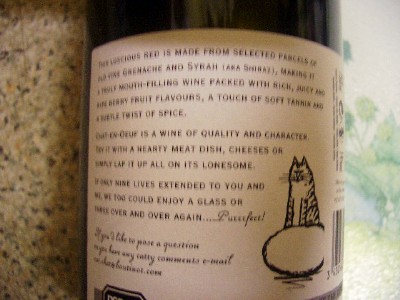 THIS LUSCIOUS RED IS MADE FROM SELECTED PARCELS OF
OLD VINE GRENACHE AND SYRAH (AKA SHIRAZ), MAKING IT
A TRULY MOUTH-FILLING WINE PACKED WITH RICH, JUICY AND
RIPE BERRY FRUIT FLAVOURS, A TOUCH OF SOFT TANNIN AND
A SUBTLE TWIST OF SPICE.
CHAT-EN-OEUF IS A WINE OF QUALITY AND CHARACTER.
TRY IT WITH A HEARTY MEAT DISH, CHEESES OR
SIMPLY LAP IT UP ALL ON ITS LONESOME.
IF ONLY NINE LIVES EXTENDED TO YOU AND
ME, WE TOO COULD ENJOY A GLASS OR
THREE OVER AND OVER AGAIN.....Purrrfect!
If you'd like to pose a question
or you have any catty comments e-mail